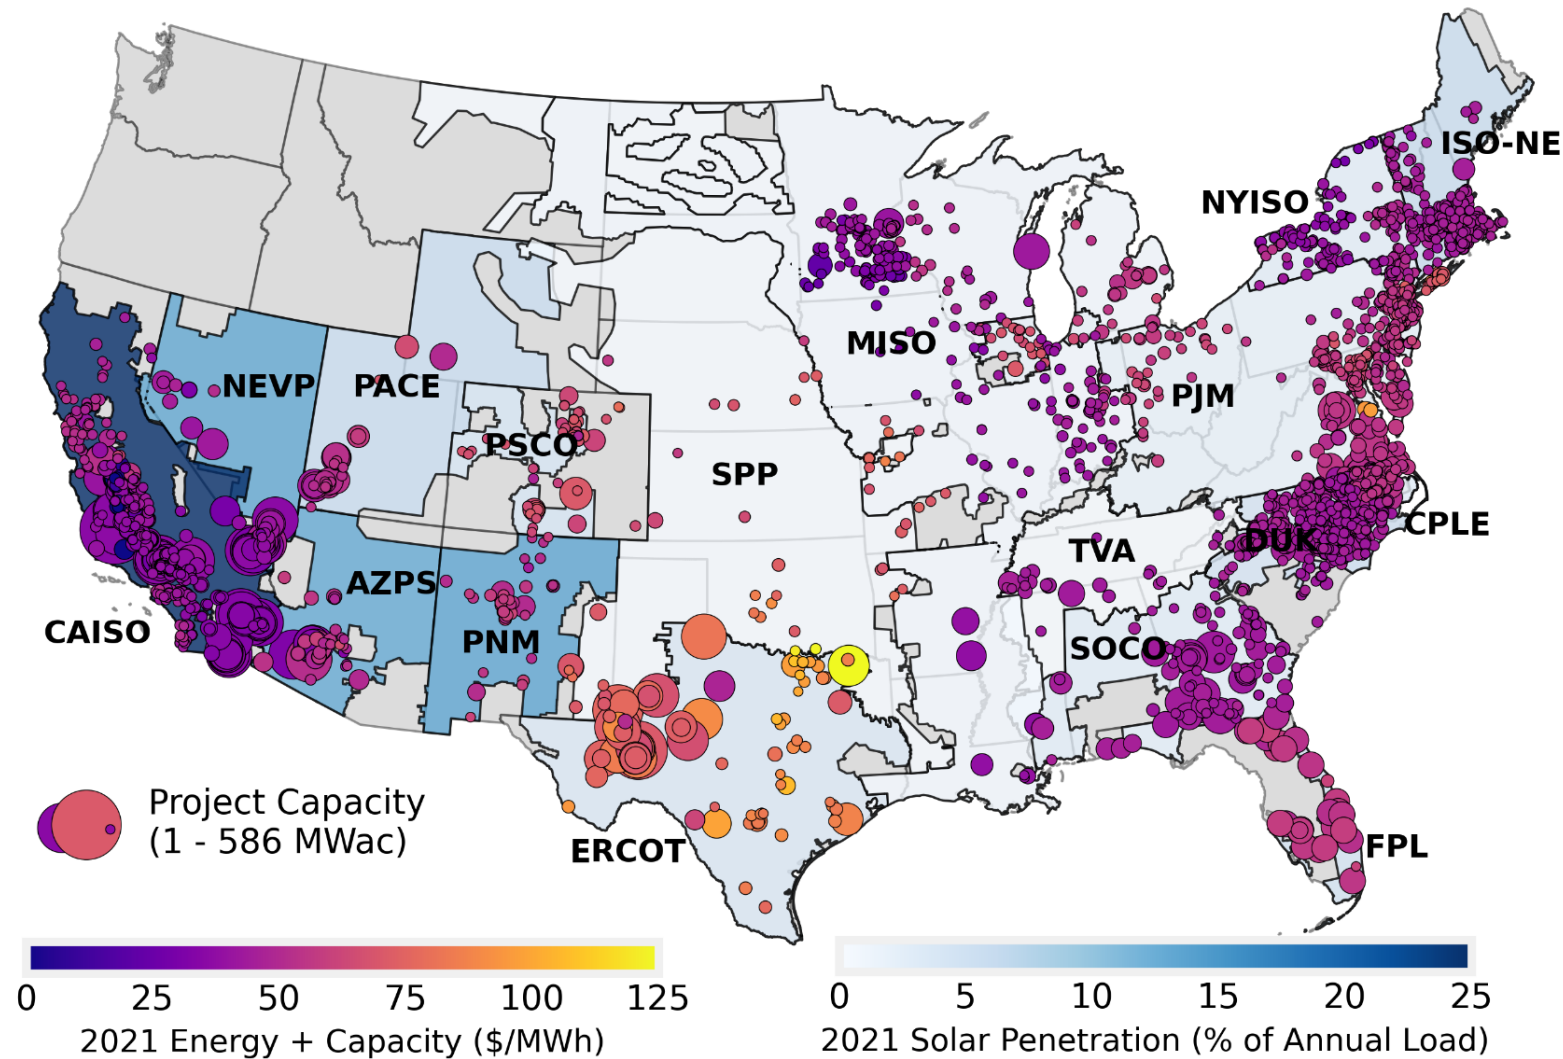 ISO-NE
NYISO
MISO
NEVP
PACE
PJM
PSCO
SPP
CPLE
DUK
TVA
AZPS
CAISO
PNM
SOCO
Project Capacity
(1 - 586 MWac)
ERCOT
FPL
0 25 50 75 100 125
2021 Energy + Capacity ($/MWh)
0 5 10 15 20 25
2021 Solar Penetration (% of Annual Load)